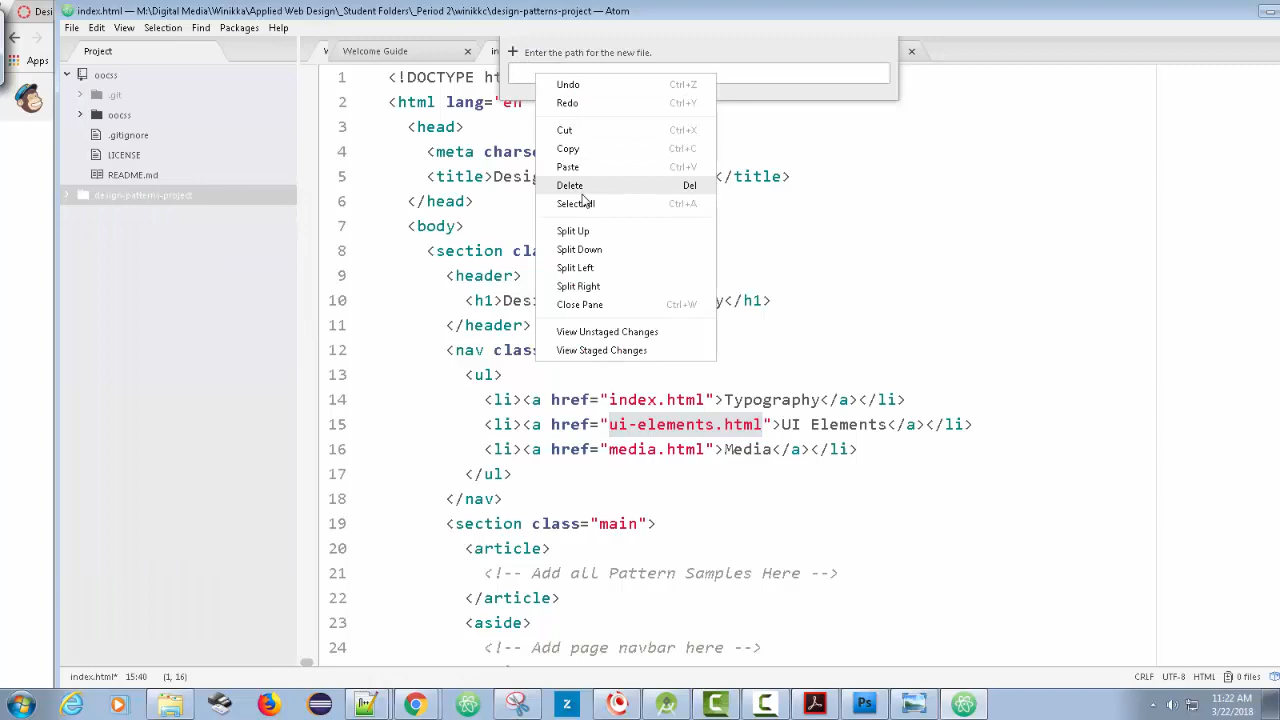 index.html — M:\Digital Media\Winikka\Applied Web Design\_Student Folders\_Period 2\winikkc\design-patterns-project — Atom
Desi
File Edit View Selection Find Packages Help
Apps
Project
Welcome Guide
Enter the path for the new file.
oocss
.git
oocss
.gitignore
LICENSE
README.md
design-patterns-project
Undo Ctrl+Z
Redo Ctrl+Y
Cut Ctrl+X
Copy Ctrl+C
Paste Ctrl+V
Delete Del
Select All Ctrl+A
Split Up
Split Down
Split Left
Split Right
Close Pane Ctrl+W
View Unstaged Changes
View Staged Changes
1 <!DOCTYPE ht
2 <html lang="en
3 <head>
4 <meta chars
5 <title>Desi </title>
6 </head>
7 <body>
8 <section cla
9 <header>
10 <h1>Des y</h1>
11 </header>
12 <nav clas
13 <ul>
14 <li><a href="index.html">Typography</a></li>
15 <li><a href="ui-elements.html">UI Elements</a></li>
16 <li><a href="media.html">Media</a></li>
17 </ul>
18 </nav>
19 <section class="main">
20 <article>
21 <!-- Add all Pattern Samples Here -->
22 </article>
23 <aside>
24 <!-- Add page navbar here -->
index.html* 15:40 (1, 16) CRLF UTF-8 HTML 0 files
11:22 AM
3/22/2018